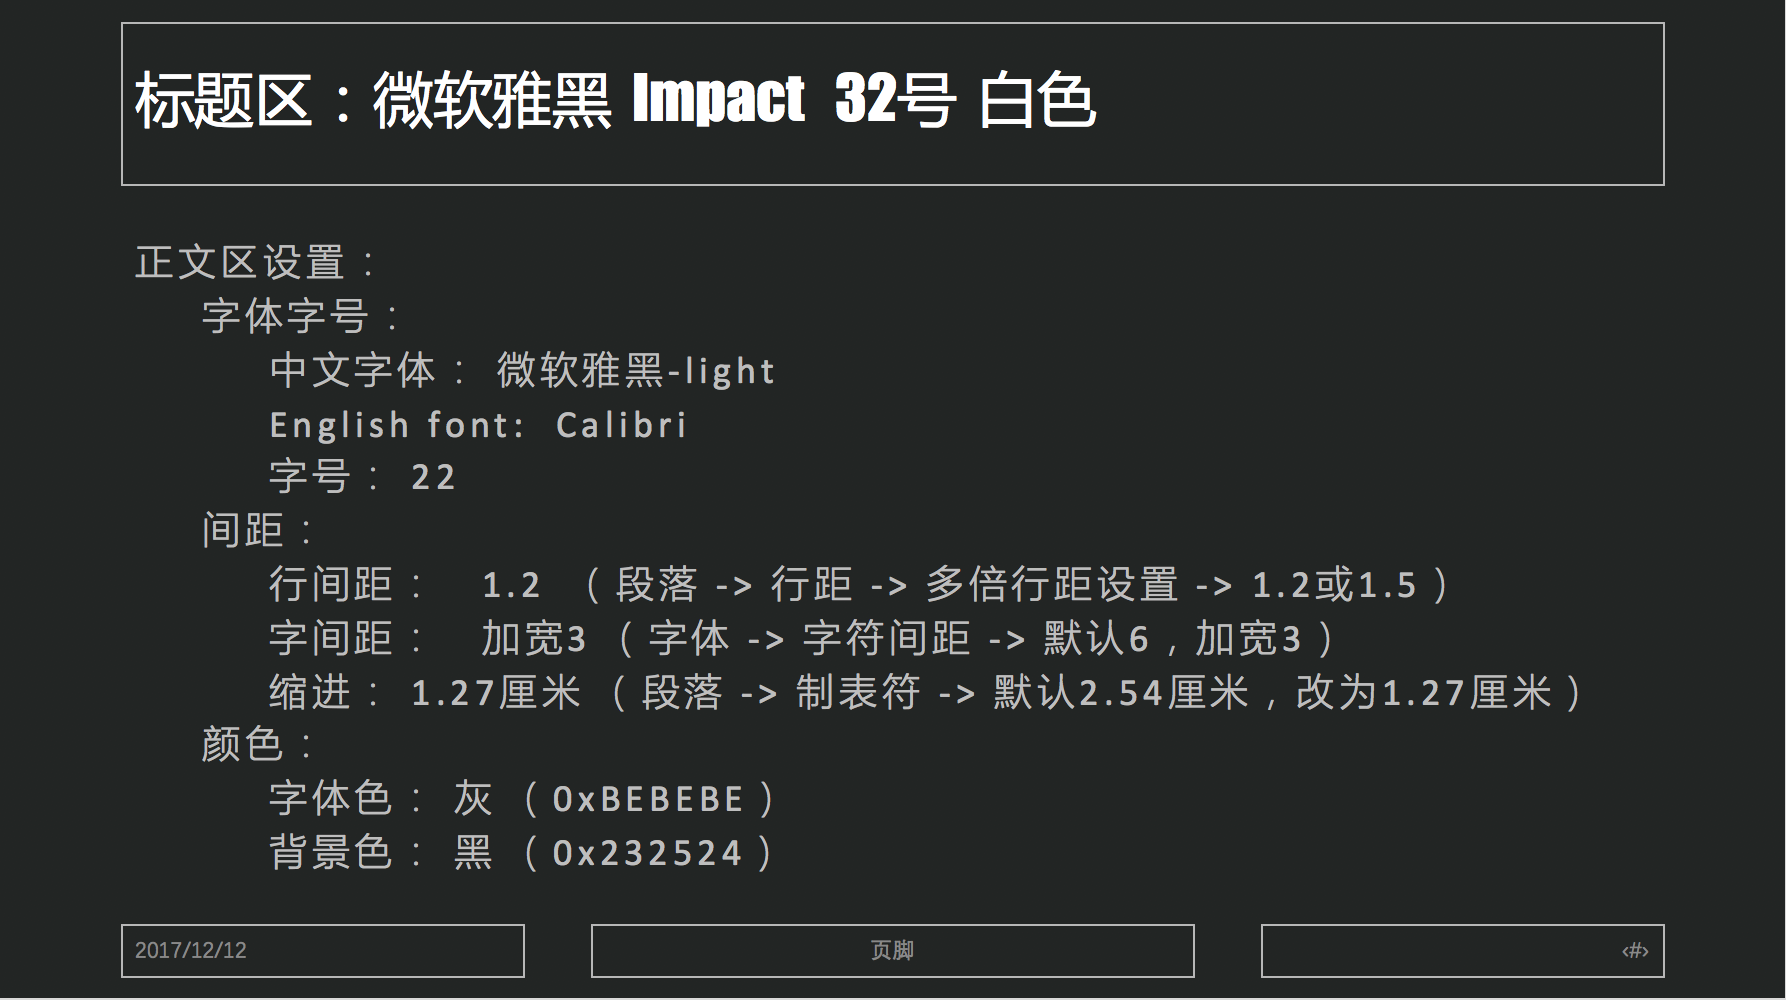 标题区：微软雅黑 Impact 32号 白色
正文区设置：
字体字号：
中文字体： 微软雅黑-light
English font: Calibri
字号： 22
间距：
行间距： 1.2 （段落 -> 行距 -> 多倍行距设置 -> 1.2或1.5）
字间距： 加宽3（字体 -> 字符间距 -> 默认6，加宽3）
缩进： 1.27厘米（段落 -> 制表符 -> 默认2.54厘米，改为1.27厘米）
颜色：
字体色： 灰（0xBEBEBE）
背景色： 黑（0x232524）
2017/12/12
页脚
‹#›